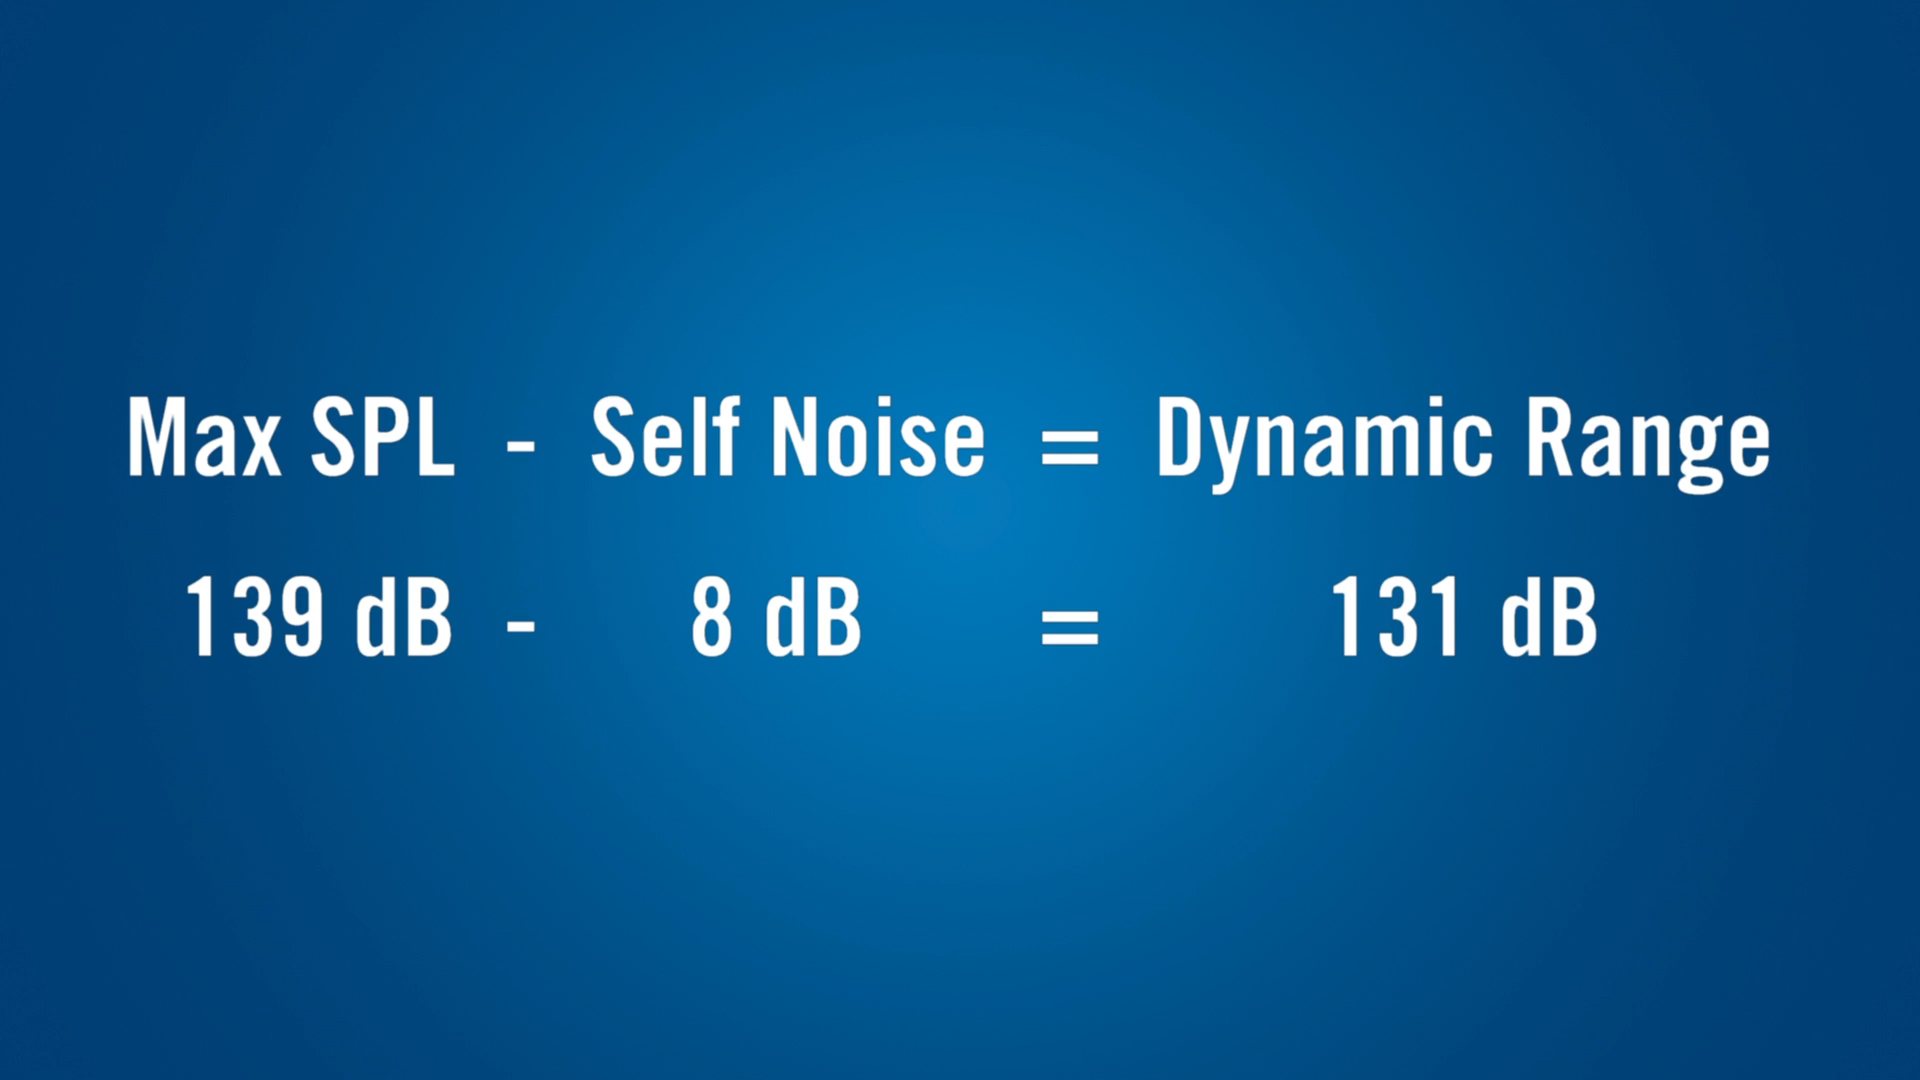 Max SPL - Self Noise = Dynamic Range
139 dB - 8 dB = 131 dB